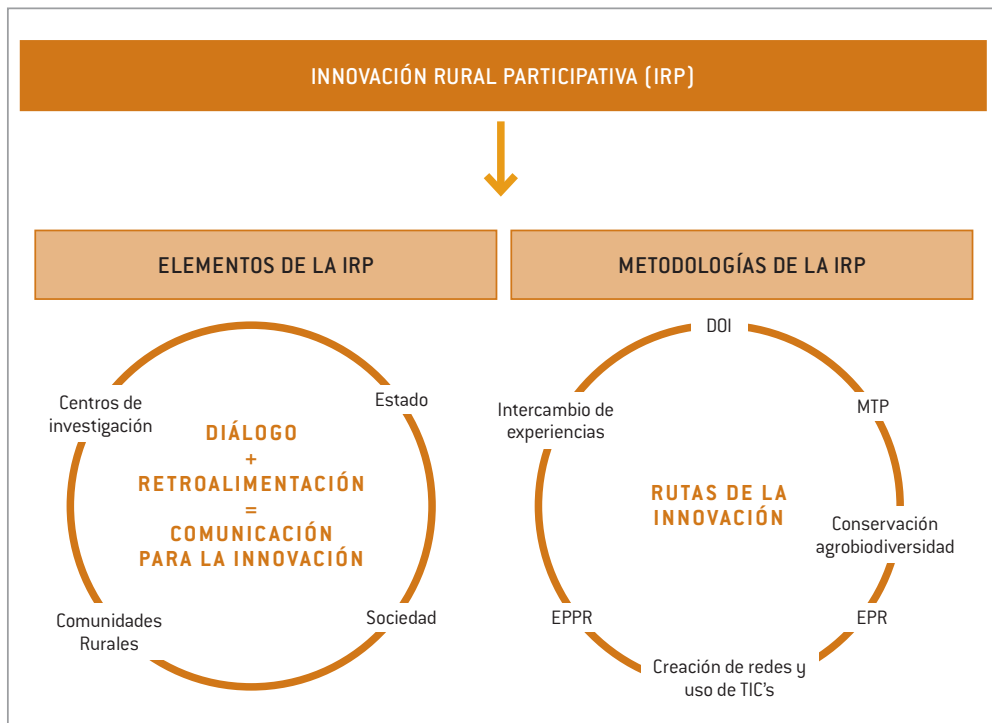 INNOVACIÓN RURAL PARTICIPATIVA (IRP)
ELEMENTOS DE LA IRP
Centros de
investigación
Estado
DIÁLOGO
+
RETROALIMENTACIÓN
=
COMUNICACIÓN
PARA LA INNOVACIÓN
Comunidades
Rurales
Sociedad
METODOLOGÍAS DE LA IRP
DOI
Intercambio de
experiencias
MTP
RUTAS DE LA
INNOVACIÓN
Conservación
agrobiodiversidad
EPPR
EPR
Creación de redes y
uso de TIC's